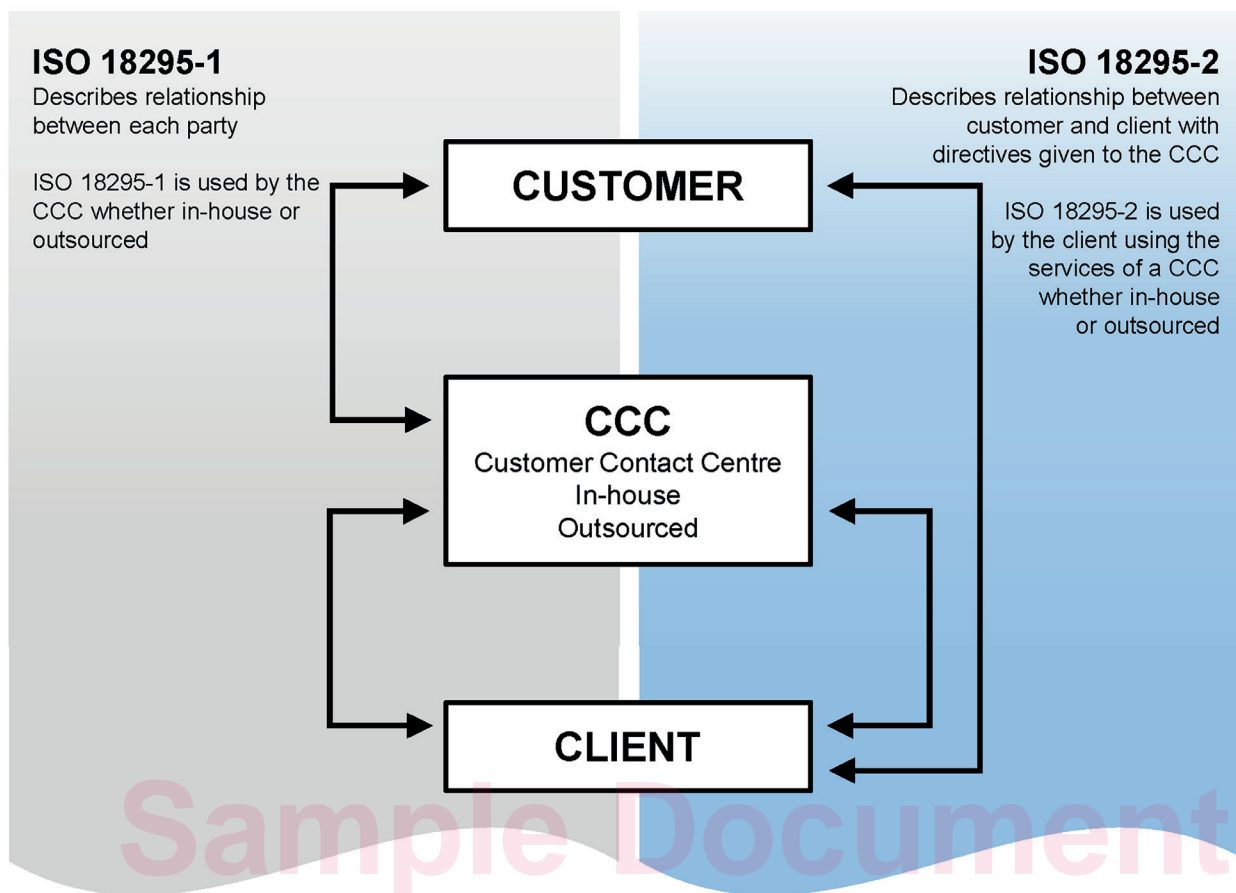 ISO 18295-1
Describes relationship
between each party
ISO 18295-1 is used by the
CCC whether in-house or
outsourced
ISO 18295-2
Describes relationship between
customer and client with
directives given to the CCC
ISO 18295-2 is used
by the client using the
services of a CCC
whether in-house
or outsourced
CUSTOMER
CCC
Customer Contact Centre
In-house
Outsourced
CLIENT
Sample Document